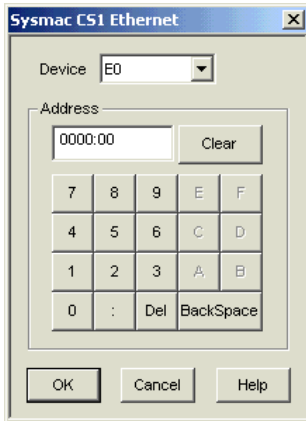 Sysmac CS1 Ethernet
Device E0
Address
0000:00 Clear
7 8 9 E F
4 5 6 C D
1 2 3 A B
0 : Del BackSpace
OK Cancel Help